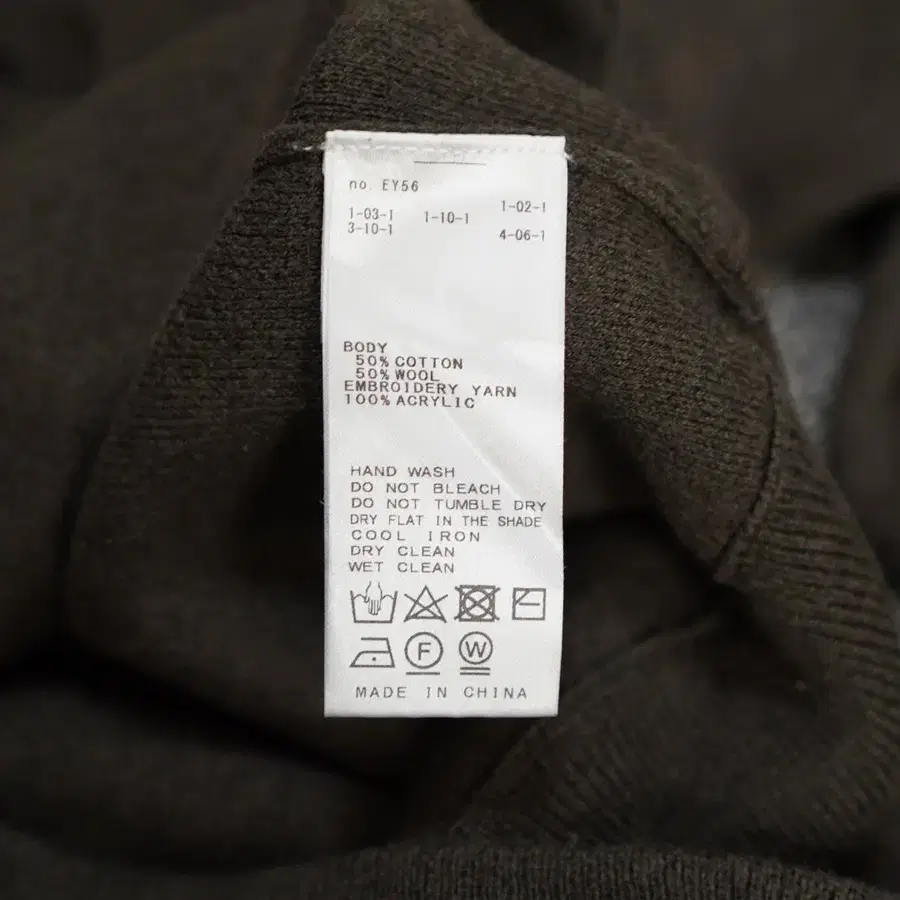 no. EY56
1-03-1 1-10-1 1-02-1
3-10-1 4-06-1
BODY
50% COTTON
50% WOOL
EMBROIDERY YARN
100% ACRYLIC
HAND WASH
DO NOT BLEACH
DO NOT TUMBLE DRY
DRY FLAT IN THE SHADE
COOL IRON
DRY CLEAN
WET CLEAN
F W
MADE IN CHINA